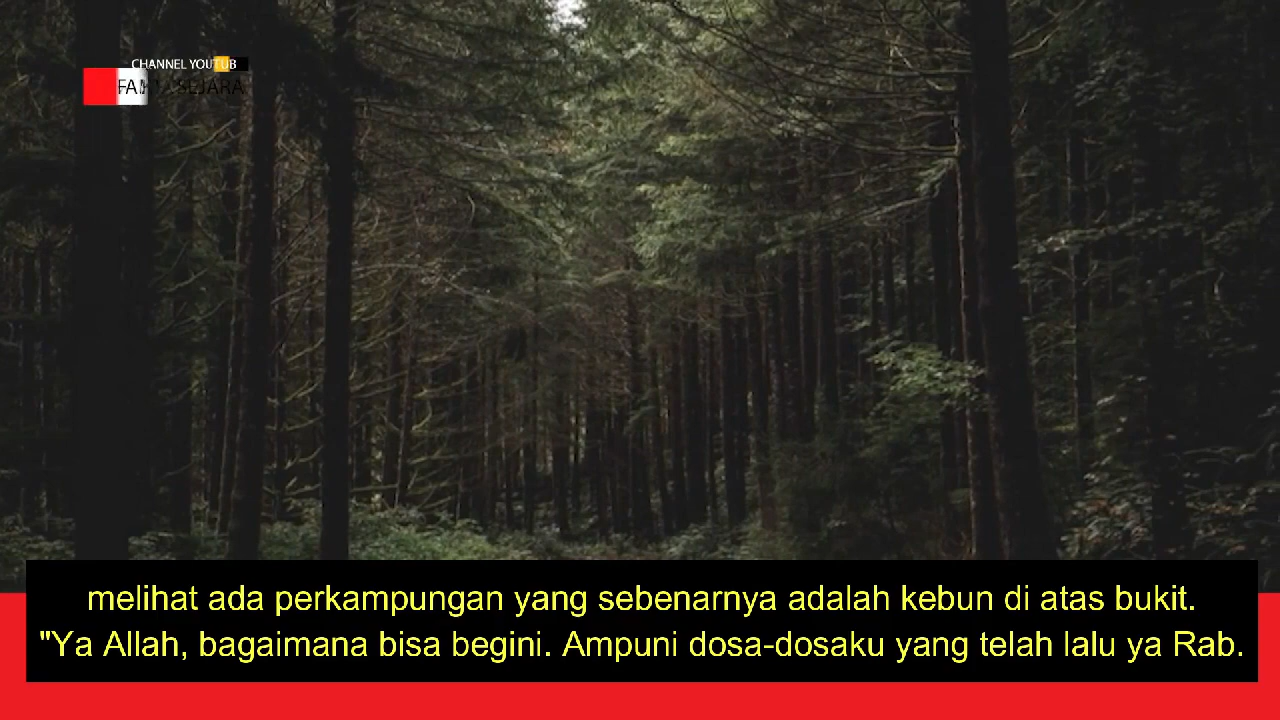 CHANNEL YOUTUB
SEJARA
melihat ada perkampungan yang sebenarnya adalah kebun di atas bukit.
"Ya Allah, bagaimana bisa begini. Ampuni dosa-dosaku yang telah lalu ya Rab.